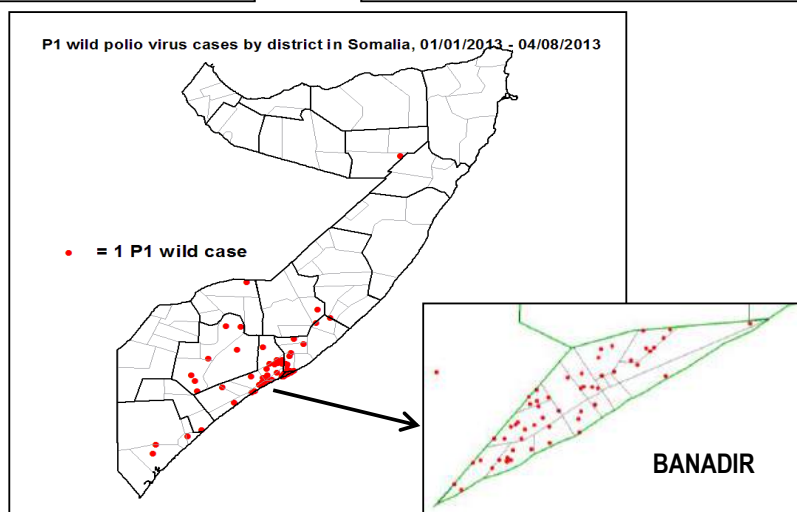 P1 wild polio virus cases by district in Somalia, 01/01/2013 - 04/08/2013
= 1 P1 wild case
BANADIR